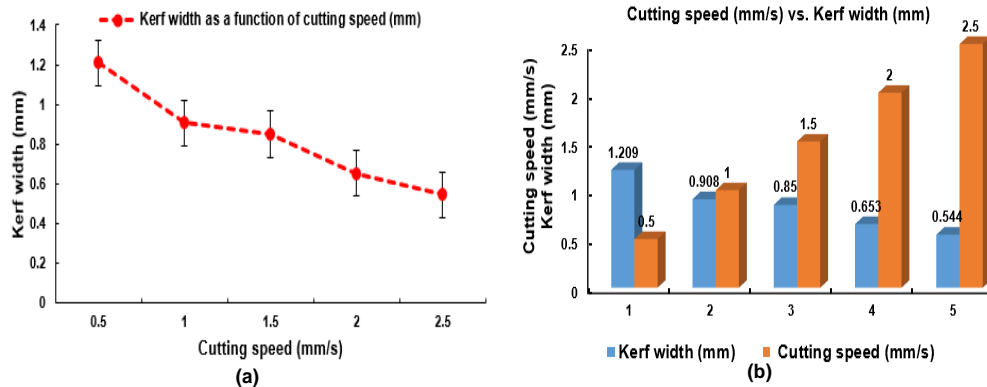 Kerf width as a function of cutting speed (mm)
1.4
1.2
1
0.8
0.6
0.4
0.2
0
Kerf width (mm)
0.5 1 1.5 2 2.5
Cutting speed (mm/s)
(a)
Cutting speed (mm/s) vs. Kerf width (mm)
2.5
2
1.5
1
0.5
0
Cutting speed (mm/s)
Kerf width (mm)
1.209 0.5 0.908 1 0.85 1.5 0.653 2 0.544 2.5
1 2 3 4 5
Kerf width (mm) Cutting speed (mm/s)
(b)